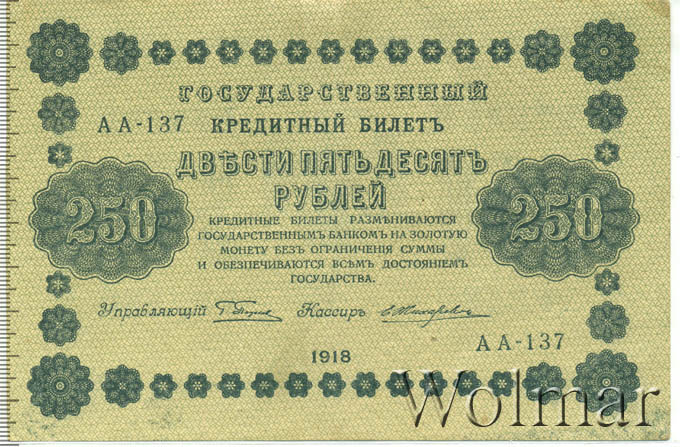 ГОСУДАРСТВЕННЫЙ
АА-137 КРЕДИТНЫЙ БИЛЕТЪ
ДВѢСТИ ПЯТЬДЕСЯТЪ
РУБЛЕЙ
250
250
КРЕДИТНЫЕ БИЛЕТЫ РАЗМѢНИВАЮТСЯ
ГОСУДАРСТВЕННЫМЪ БАНКОМЪ НА ЗОЛОТУЮ
МОНЕТУ БЕЗЪ ОГРАНИЧЕНІЯ СУММЫ
И ОБЕЗПЕЧИВАЮТСЯ ВСѢМЪ ДОСТОЯНІЕМЪ
ГОСУДАРСТВА.
Управляющій Кассиръ
АА-137
1918
Wolmar